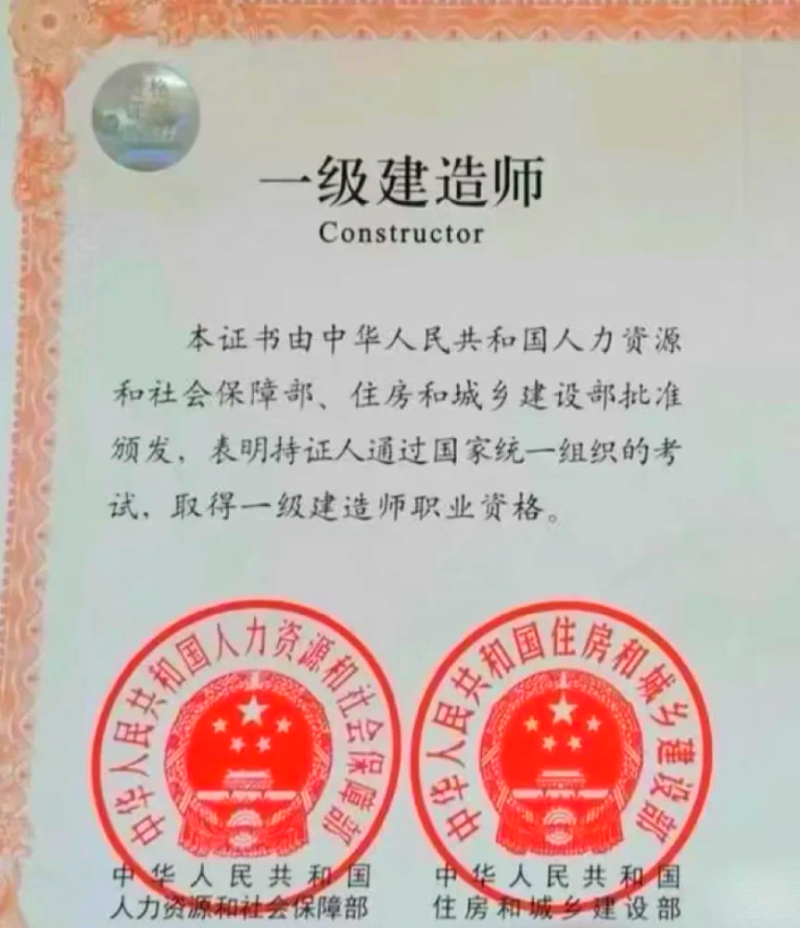 一级建造师
Constructor
本证书由中华人民共和国人力资源
和社会保障部、住房和城乡建设部批准
颁发，表明持证人通过国家统一组织的考
试，取得一级建造师职业资格。
中华人民共和国人力资源和社会保障部
中华人民共和国住房和城乡建设部
中华人民共和国
人力资源和社会保障部
中华人民共和国
住房和城乡建设部